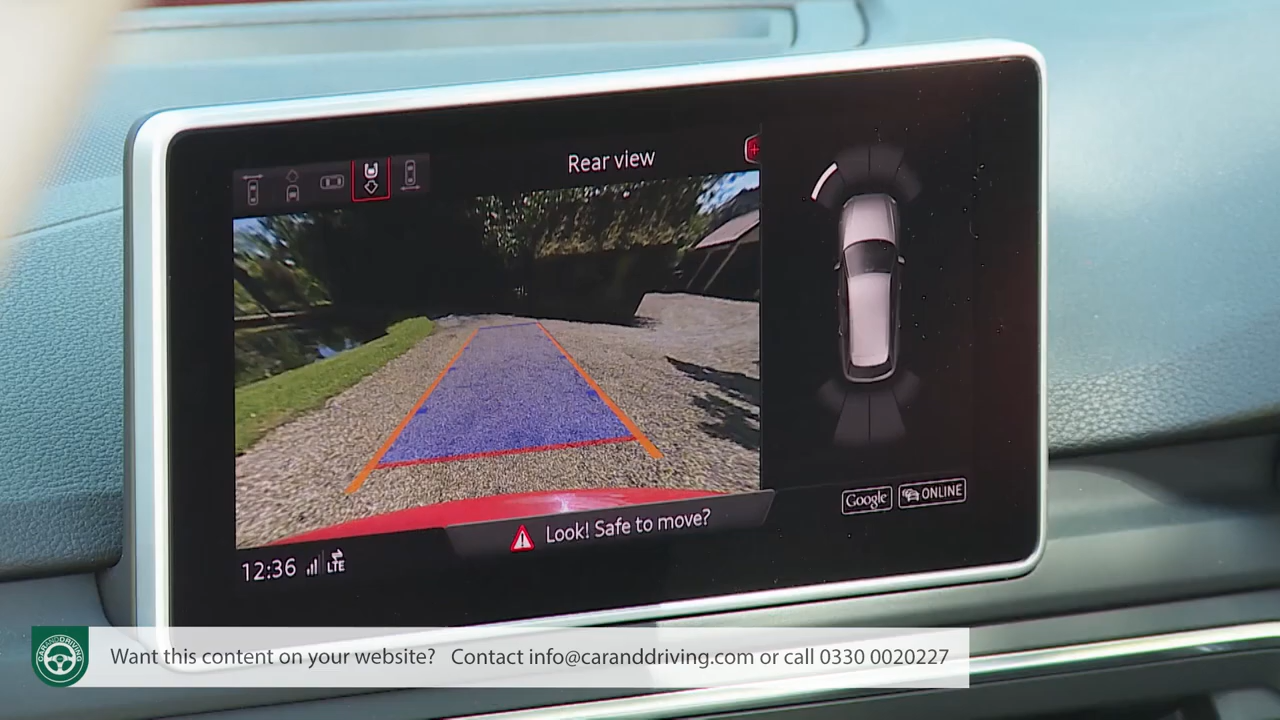 Rear view
Look! Safe to move?
Google
ONLINE
12:36
LTE
CARANDDRIVING
Want this content on your website? Contact info@caranddriving.com or call 0330 0020227